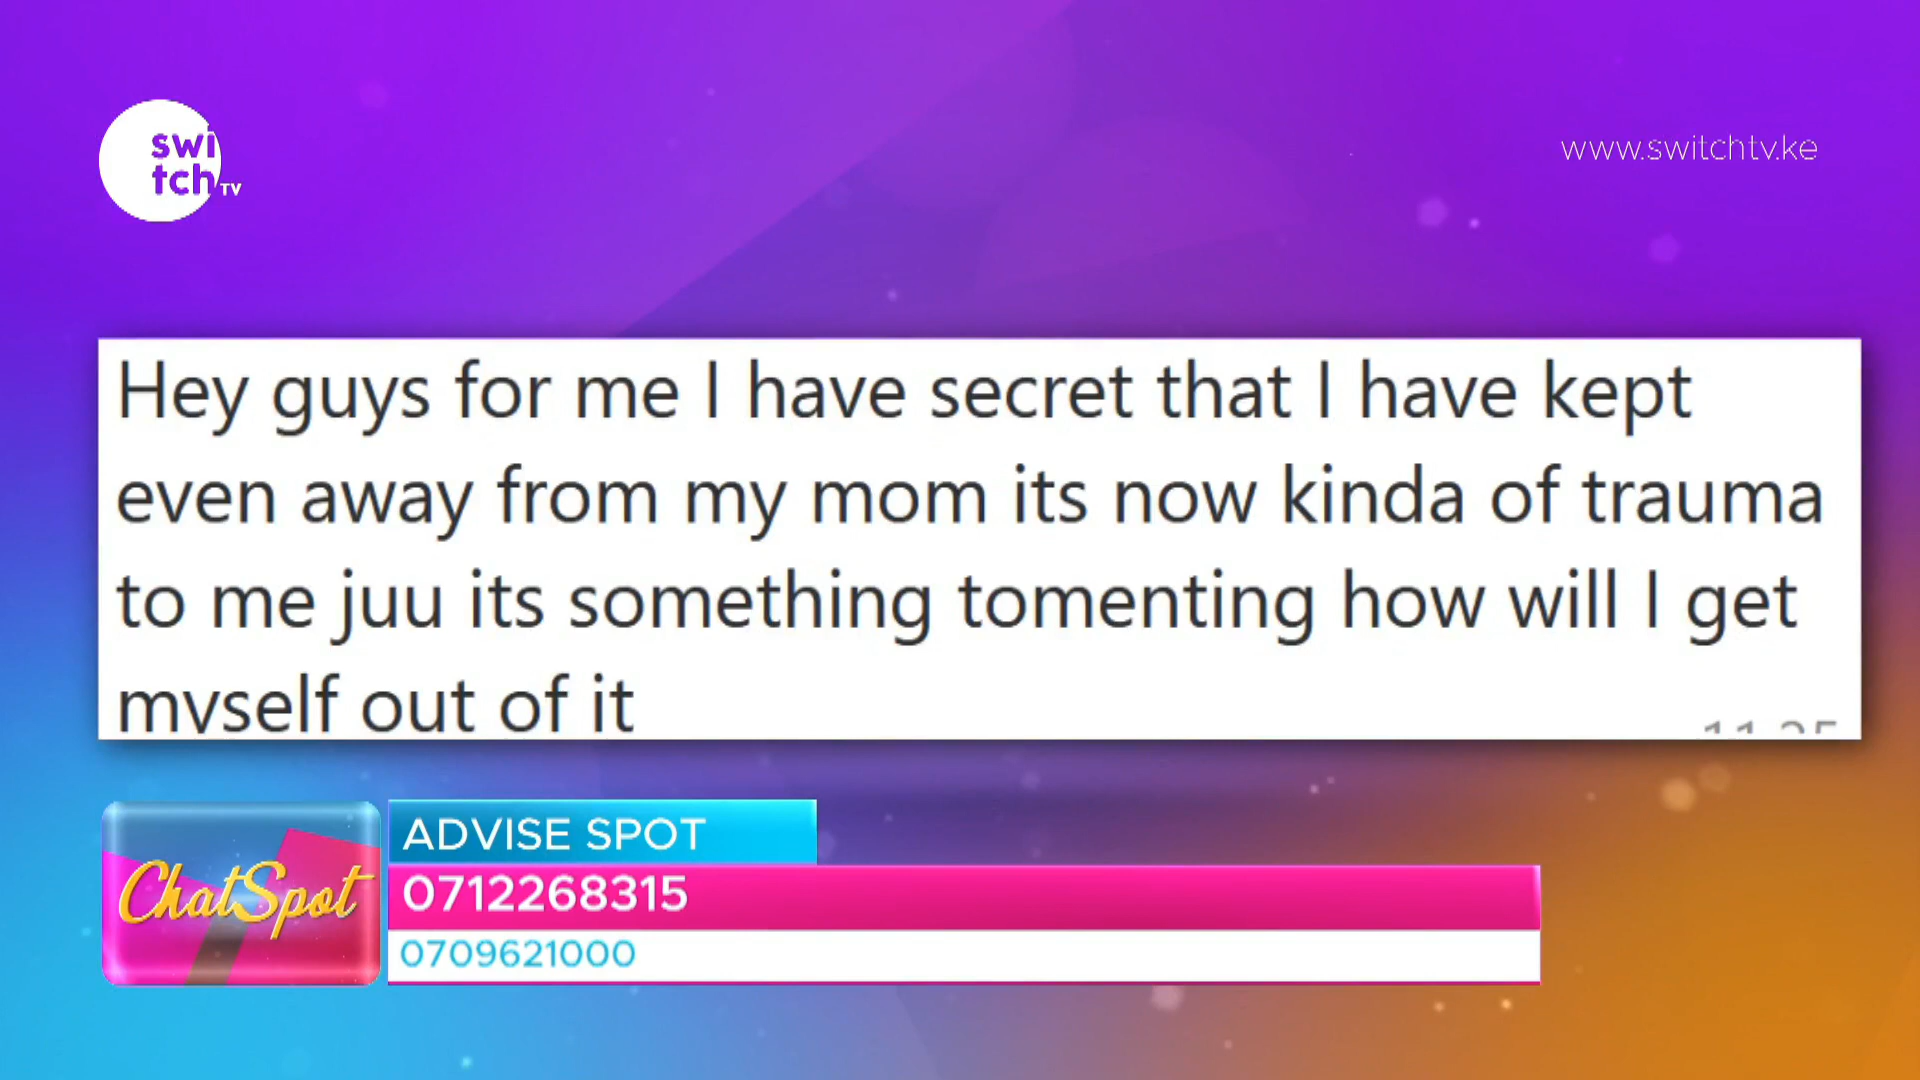 swi
tch TV
www.switchtv.ke
Hey guys for me I have secret that I have kept
even away from my mom its now kinda of trauma
to me juu its something tomenting how will I get
myself out of it
ChatSpot
ADVISE SPOT
0712268315
0709621000